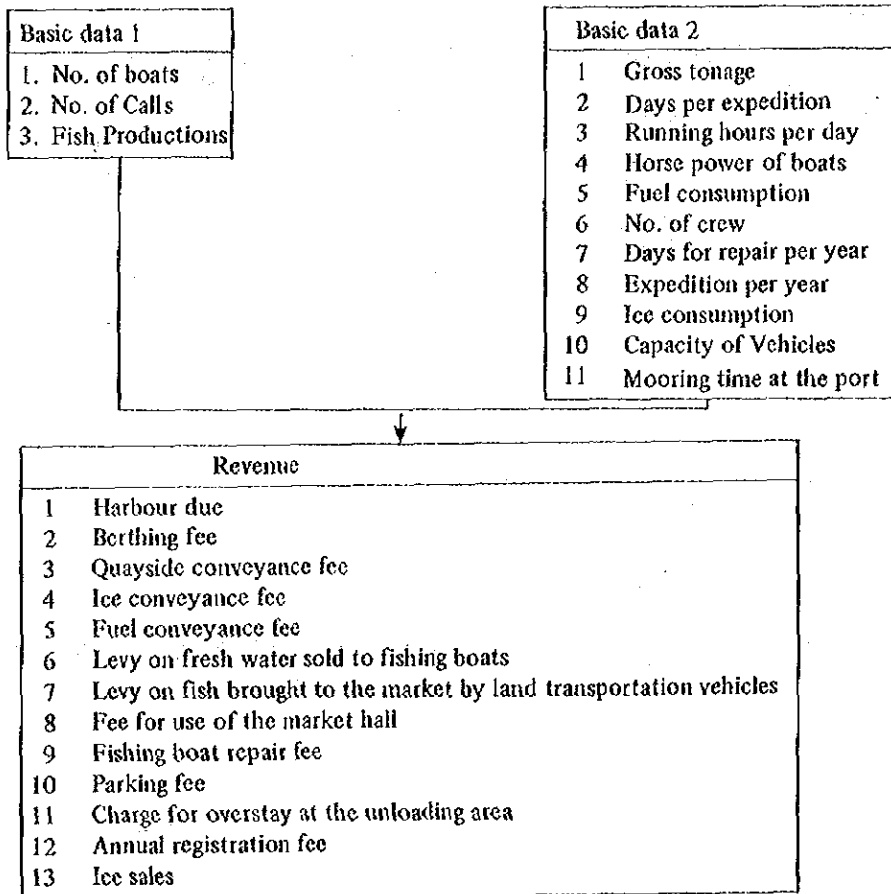 Basic data 1
1. No. of boats
2. No. of Calls
3. Fish Productions
Basic data 2
1 Gross tonage
2 Days per expedition
3 Running hours per day
4 Horse power of boats
5 Fuel consumption
6 No. of crew
7 Days for repair per year
8 Expedition per year
9 Ice consumption
10 Capacity of Vehicles
11 Mooring time at the port
Revenue
1 Harbour due
2 Berthing fee
3 Quayside conveyance fee
4 Ice conveyance fee
5 Fuel conveyance fee
6 Levy on fresh water sold to fishing boats
7 Levy on fish brought to the market by land transportation vehicles
8 Fee for use of the market hall
9 Fishing boat repair fee
10 Parking fee
11 Charge for overstay at the unloading area
12 Annual registration fee
13 Ice sales